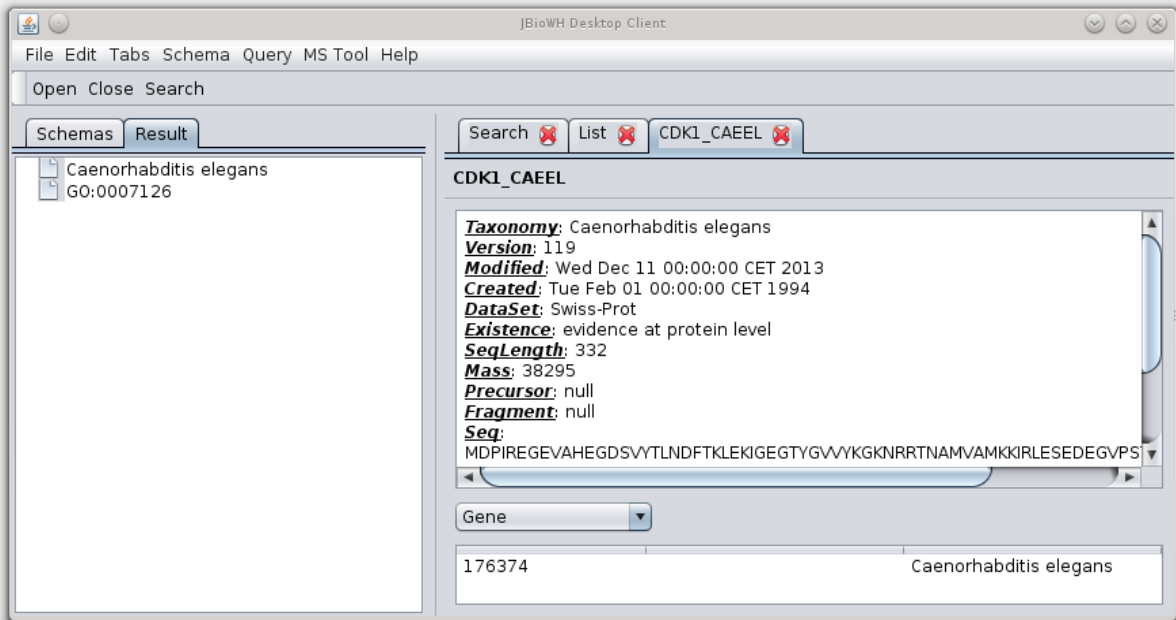 JBioWH Desktop Client
File Edit Tabs Schema Query MS Tool Help
Open Close Search
Schemas Result
Caenorhabditis elegans
GO:0007126
Search List CDK1_CAEEL
CDK1_CAEEL
Taxonomy: Caenorhabditis elegans
Version: 119
Modified: Wed Dec 11 00:00:00 CET 2013
Created: Tue Feb 01 00:00:00 CET 1994
DataSet: Swiss-Prot
Existence: evidence at protein level
SeqLength: 332
Mass: 38295
Precursor: null
Fragment: null
Seq:
MDPIREGEVAHEGDSVYTLNDFTKLEKIGEGTYGVVYKGKNRRTNAMVAMKKIRLESEDEGVPS
Gene
176374 Caenorhabditis elegans